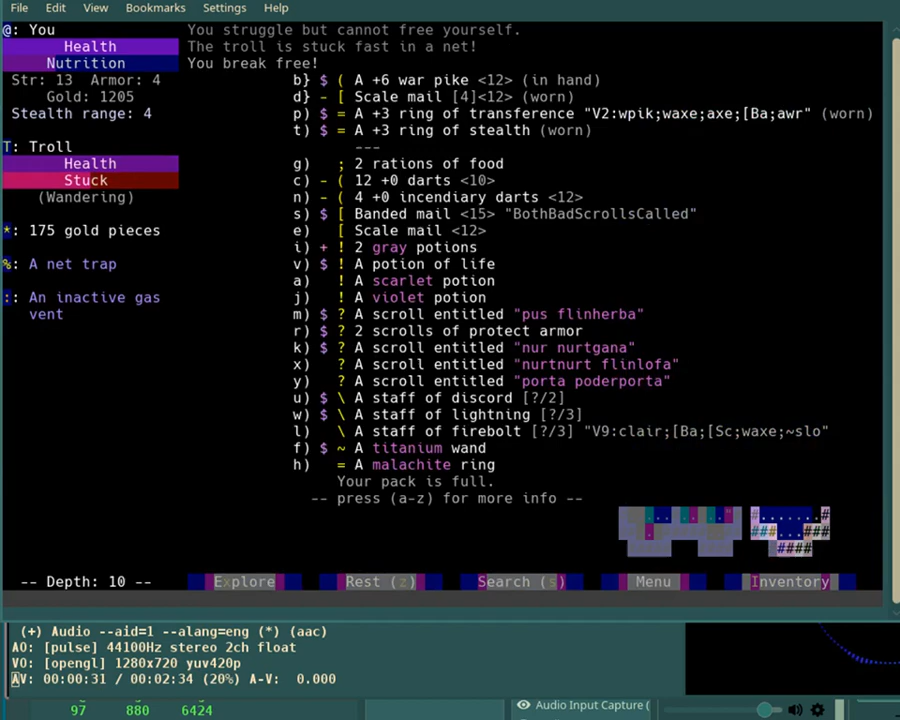 File Edit View Bookmarks Settings Help
@: You
Health
Nutrition
Str: 13 Armor: 4
Gold: 1205
Stealth range: 4
T: Troll
Health
Stuck
(Wandering)
*: 175 gold pieces
%: A net trap
:: An inactive gas
vent
You struggle but cannot free yourself.
The troll is stuck fast in a net!
You break free!
b} $ ( A +6 war pike <12> (in hand)
d} - [ Scale mail [4]<12> (worn)
p) $ = A +3 ring of transference "V2:wpik;waxe;axe;[Ba;awr" (worn)
t) $ = A +3 ring of stealth (worn)
---
g) ; 2 rations of food
c) - ( 12 +0 darts <10>
n) - ( 4 +0 incendiary darts <12>
s) $ [ Banded mail <15> "BothBadScrollsCalled"
e) [ Scale mail <12>
i) + ! 2 gray potions
v) $ ! A potion of life
a) ! A scarlet potion
j) ! A violet potion
m) $ ? A scroll entitled "pus flinherba"
r) $ ? 2 scrolls of protect armor
k) $ ? A scroll entitled "nur nurtgana"
x) ? A scroll entitled "nurtnurt flinlofa"
y) ? A scroll entitled "porta poderporta"
u) $ \ A staff of discord [?/2]
w) $ \ A staff of lightning [?/3]
l) \ A staff of firebolt [?/3] "V9:clair;[Ba;[Sc;waxe;~slo"
f) $ ~ A titanium wand
h) = A malachite ring
Your pack is full.
-- press (a-z) for more info --
-- Depth: 10 --
Explore Rest (z) Search (s) Menu Inventory
(+) Audio --aid=1 --alang=eng (*) (aac)
AO: [pulse] 44100Hz stereo 2ch float
VO: [opengl] 1280x720 yuv420p
AV: 00:00:31 / 00:02:34 (20%) A-V: 0.000
97 880 6424
Audio Input Capture (